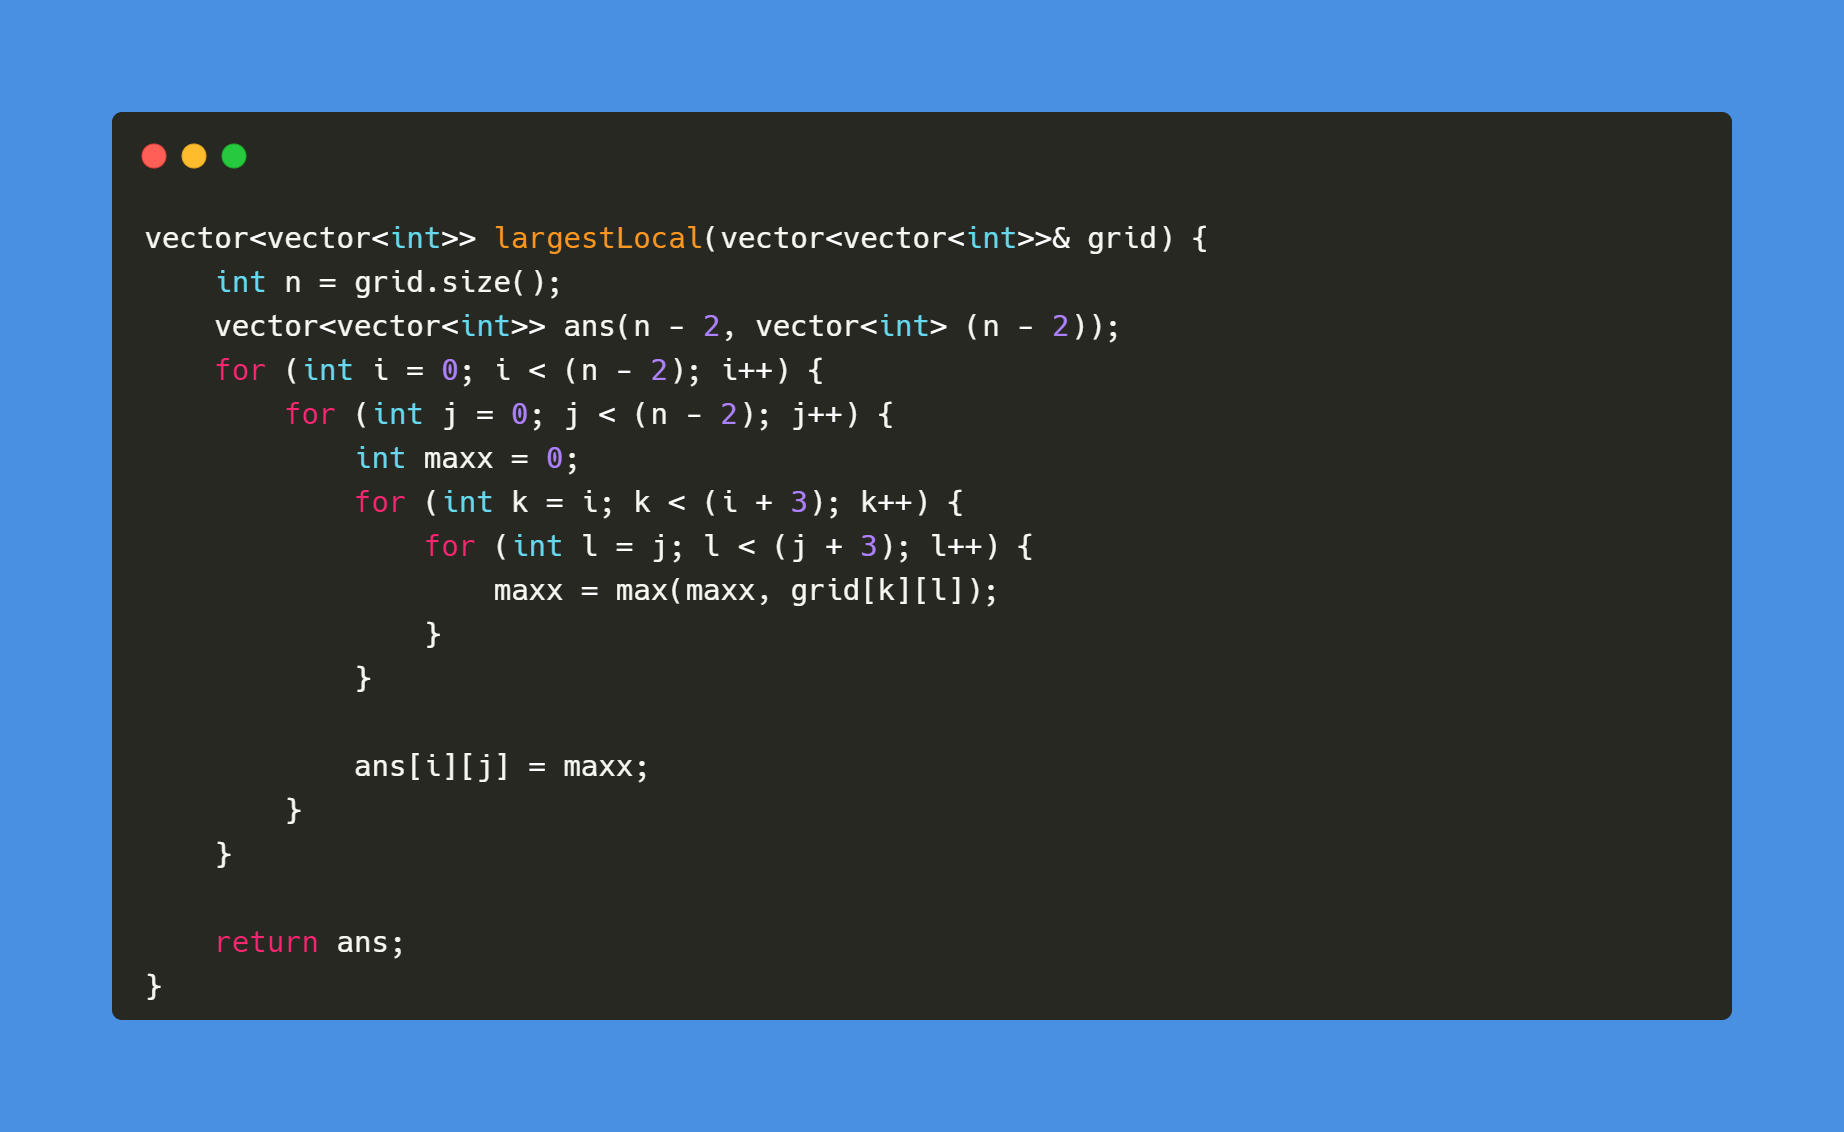 vector<vector<int>> largestLocal(vector<vector<int>>& grid) {
    int n = grid.size();
    vector<vector<int>> ans(n - 2, vector<int> (n - 2));
    for (int i = 0; i < (n - 2); i++) {
        for (int j = 0; j < (n - 2); j++) {
            int maxx = 0;
            for (int k = i; k < (i + 3); k++) {
                for (int l = j; l < (j + 3); l++) {
                    maxx = max(maxx, grid[k][l]);
                }
            }

            ans[i][j] = maxx;
        }
    }

    return ans;
}